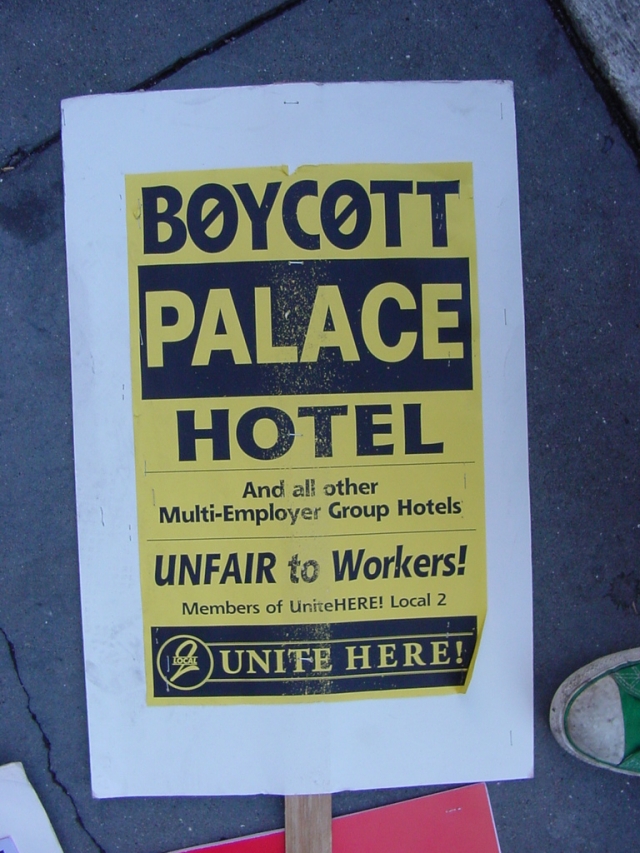 BOYCOTT
PALACE
HOTEL
And all other
Multi-Employer Group Hotels
UNFAIR to Workers!
Members of UniteHERE! Local 2
LOCAL 2 UNITE HERE!